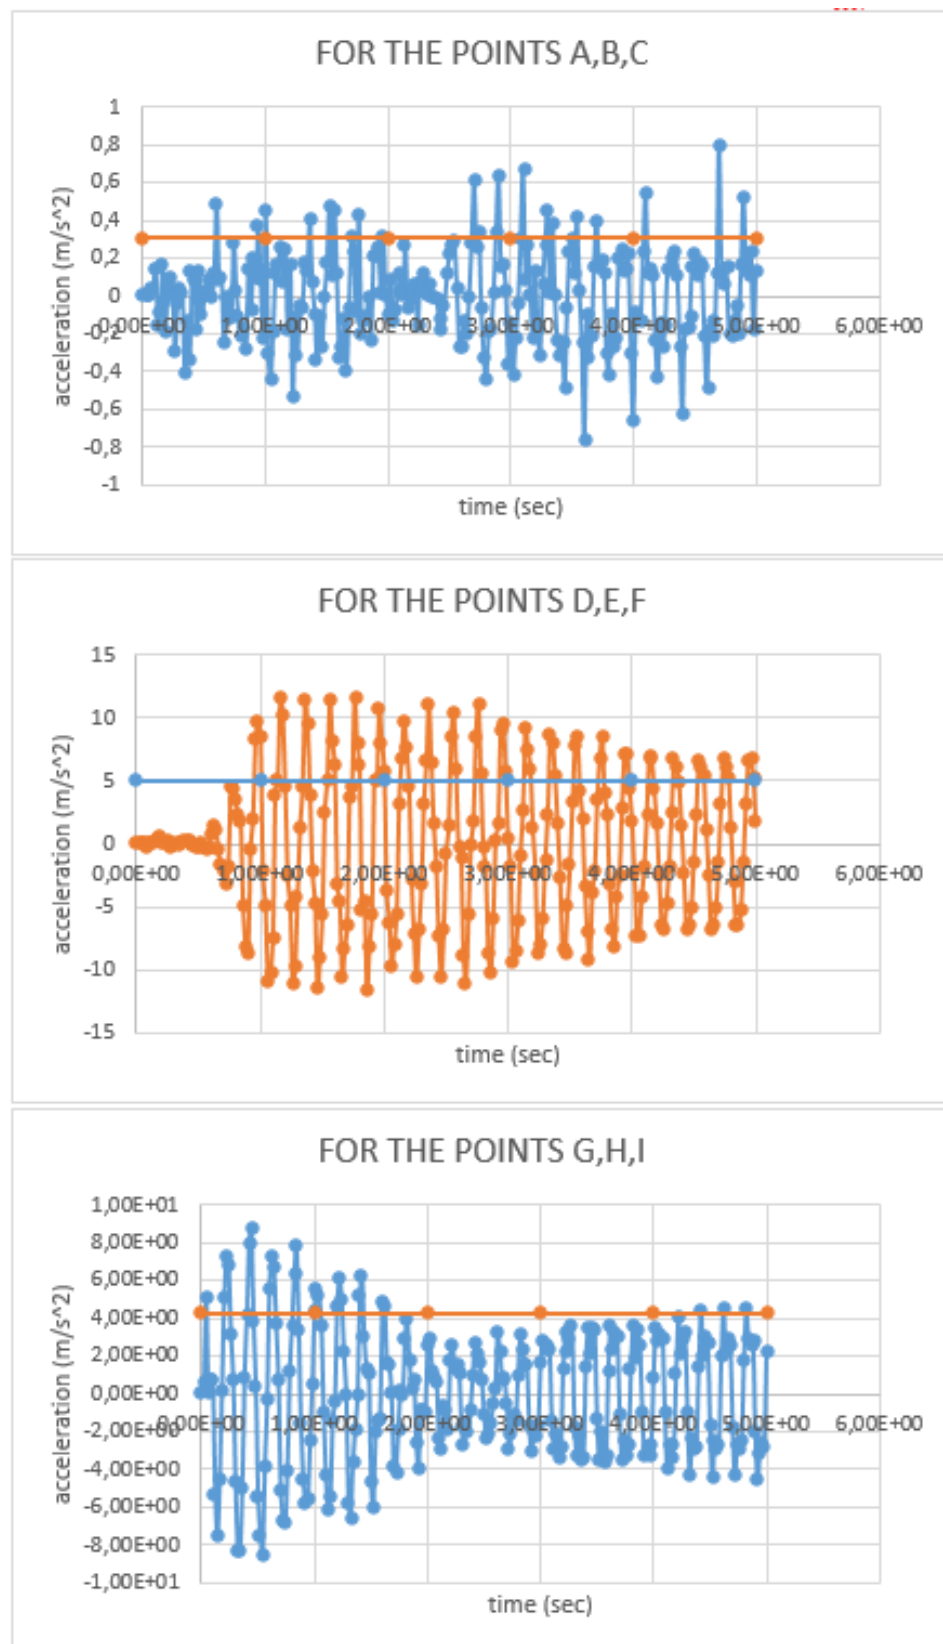 FOR THE POINTS A,B,C
acceleration (m/s^2)
1
0,8
0,6
0,4
0,2
0
-0,2
-0,4
-0,6
-0,8
-1
0,00E+00 1,00E+00 2,00E+00 3,00E+00 4,00E+00 5,00E+00 6,00E+00
time (sec)
FOR THE POINTS D,E,F
acceleration (m/s^2)
15
10
5
0
-5
-10
-15
0,00E+00 1,00E+00 2,00E+00 3,00E+00 4,00E+00 5,00E+00 6,00E+00
time (sec)
FOR THE POINTS G,H,I
acceleration (m/s^2)
1,00E+01
8,00E+00
6,00E+00
4,00E+00
2,00E+00
0,00E+00
-2,00E+00
-4,00E+00
-6,00E+00
-8,00E+00
-1,00E+01
0,00E+00 1,00E+00 2,00E+00 3,00E+00 4,00E+00 5,00E+00 6,00E+00
time (sec)